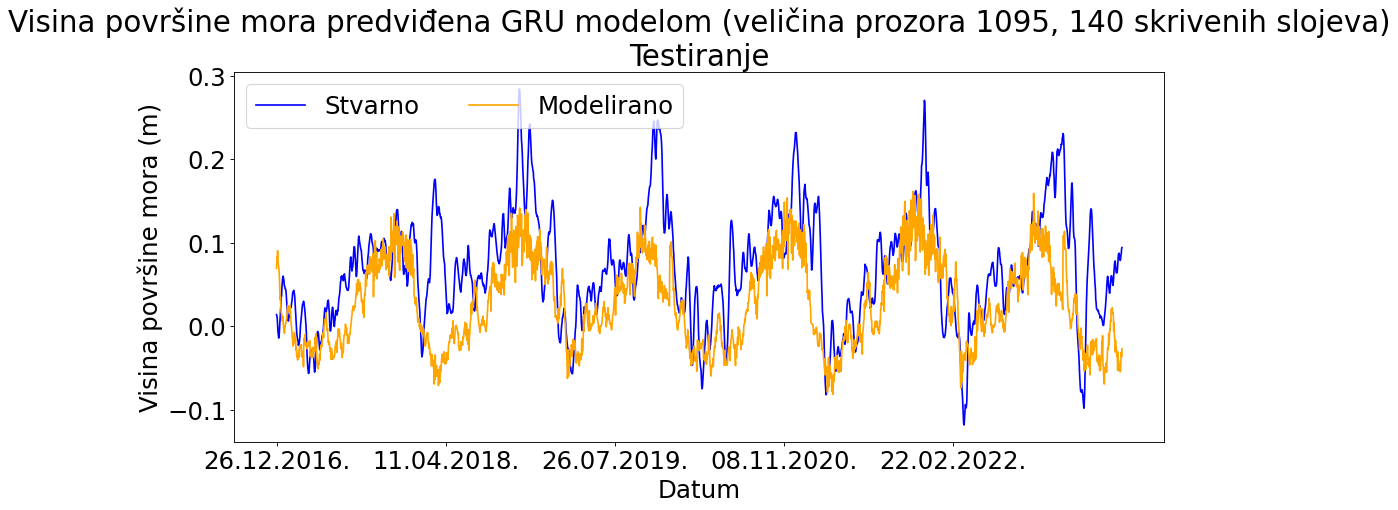 Visina površine mora predviđena GRU modelom (veličina prozora 1095, 140 skrivenih slojeva)
Testiranje
Stvarno Modelirano
Visina površine mora (m)
0.3
0.2
0.1
0.0
−0.1
26.12.2016. 11.04.2018. 26.07.2019. 08.11.2020. 22.02.2022.
Datum